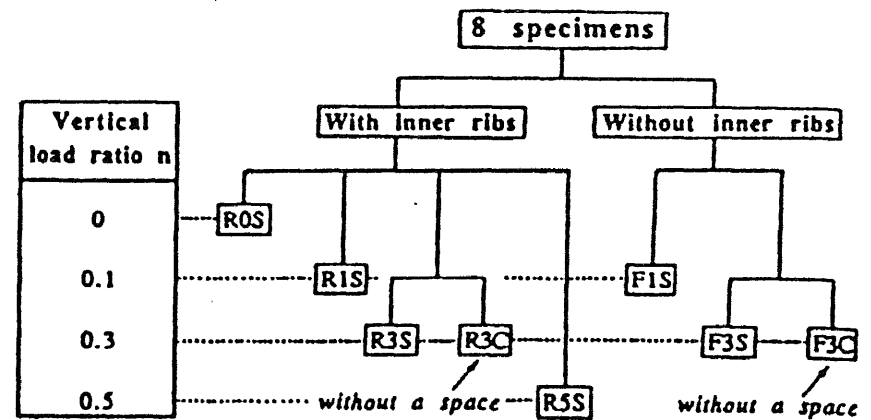 8 specimens
With inner ribs
Without inner ribs
Vertical
load ratio n
0
R0S
0.1
R1S
F1S
0.3
R3S
R3C
F3S
F3C
0.5
without a space
R5S
without a space